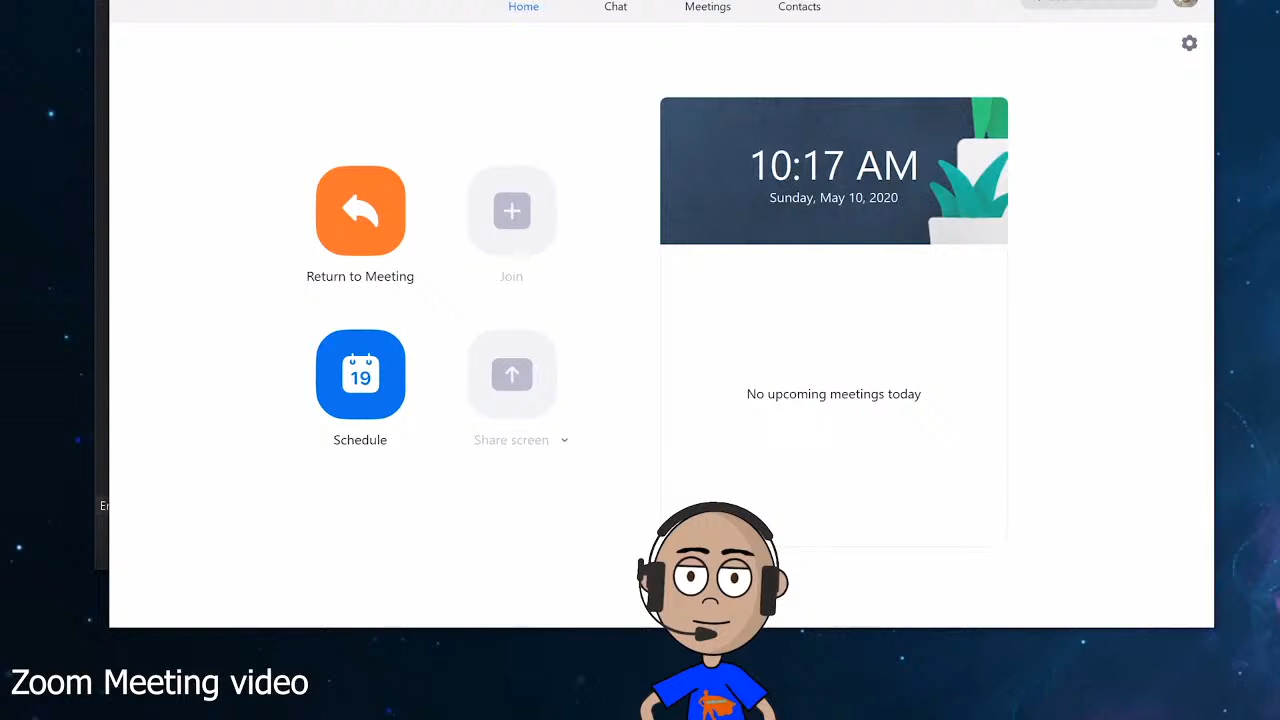 Home Chat Meetings Contacts
10:17 AM
Sunday, May 10, 2020
Return to Meeting
Join
19
Schedule
Share screen
No upcoming meetings today
Zoom Meeting video